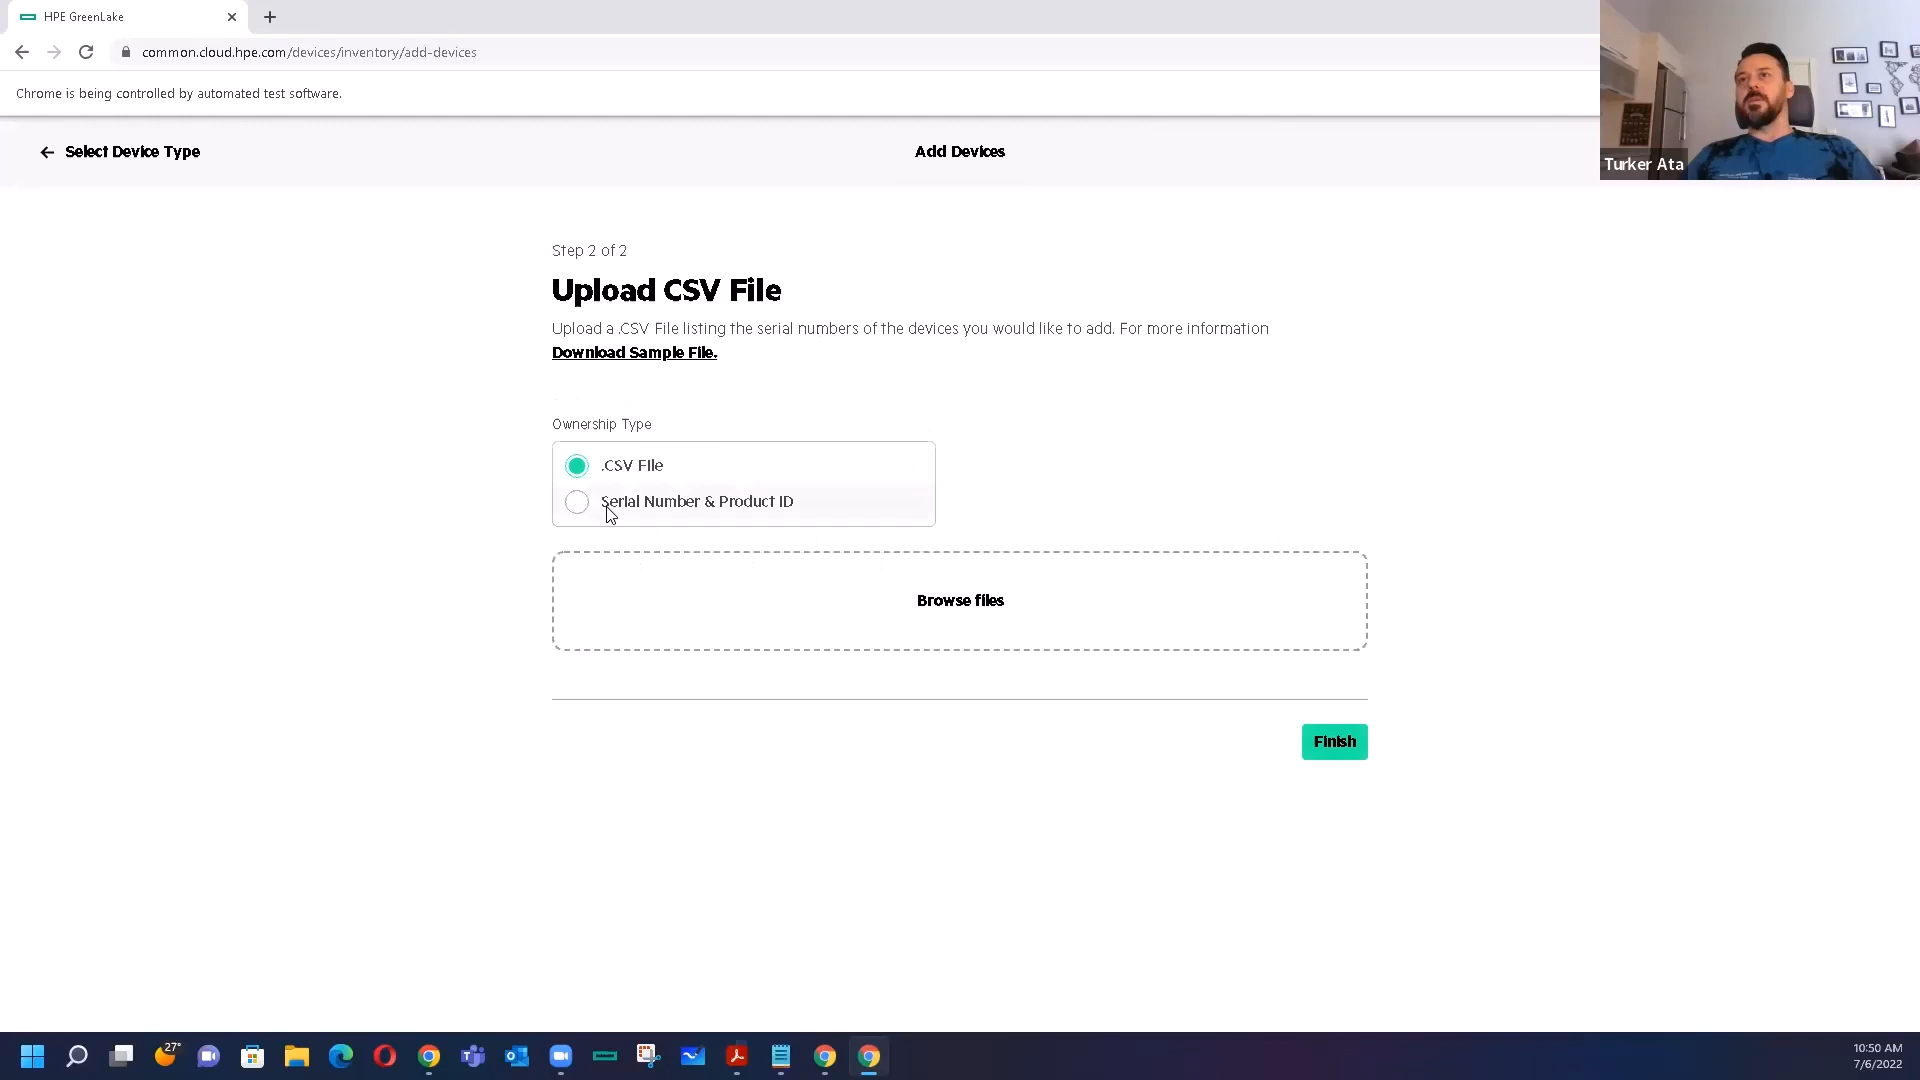 HPE GreenLake
common.cloud.hpe.com/devices/inventory/add-devices
Chrome is being controlled by automated test software.
Select Device Type
Add Devices
Turker Ata
Step 2 of 2
Upload CSV File
Upload a .CSV File listing the serial numbers of the devices you would like to add. For more information
Download Sample File.
Ownership Type
.CSV File
Serial Number & Product ID
Browse files
Finish
27°
10:50 AM
7/6/2022